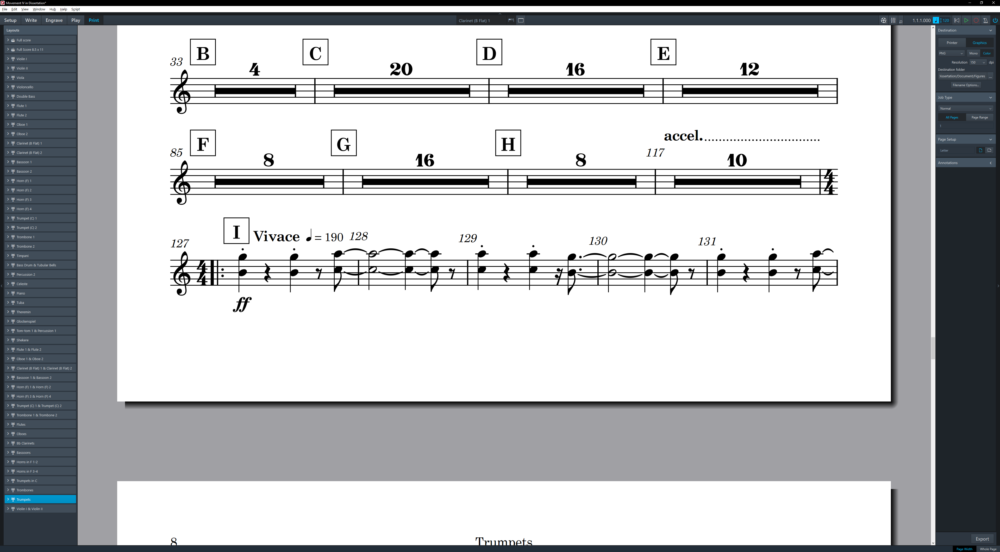 Movement IV in Dissertation*
File Edit View Window Hub Help Script
Setup Write Engrave Play Print
Clarinet (B Flat) 1
1.1.1.000 120
Layouts
Full score
Full Score 8.5 x 11
Violin I
Violin II
Viola
Violoncello
Double Bass
Flute 1
Flute 2
Oboe 1
Oboe 2
Clarinet (B Flat) 1
Clarinet (B Flat) 2
Bassoon 1
Bassoon 2
Horn (F) 1
Horn (F) 2
Horn (F) 3
Horn (F) 4
Trumpet (C) 1
Trumpet (C) 2
Trombone 1
Trombone 2
Timpani
Bass Drum & Tubular Bells
Percussion 2
Celeste
Piano
Tuba
Theremin
Glockenspiel
Tom-tom 1 & Percussion 1
Shekere
Flute 1 & Flute 2
Oboe 1 & Oboe 2
Clarinet (B Flat) 1 & Clarinet (B Flat) 2
Bassoon 1 & Bassoon 2
Horn (F) 1 & Horn (F) 2
Horn (F) 3 & Horn (F) 4
Trumpet (C) 1 & Trumpet (C) 2
Trombone 1 & Trombone 2
Flutes
Oboes
Bb Clarinets
Bassoons
Horns in F 1-2
Horns in F 3-4
Trumpets in C
Trombones
Trumpets
Violin I & Violin II
B C D E
33 4 20 16 12
F G H accel.
85 8 16 8 117 10
4
4
I Vivace = 190
127 128 129 130 131
4
4
ff
8 Trumpets
Destination
Printer Graphics
PNG Mono Color
Resolution 150 dpi
Destination folder
Dissertation/Document/Figures ...
Filename Options...
Job Type
Normal
All Pages Page Range
1
Page Setup
Letter
Annotations
Export
Page Width Whole Page